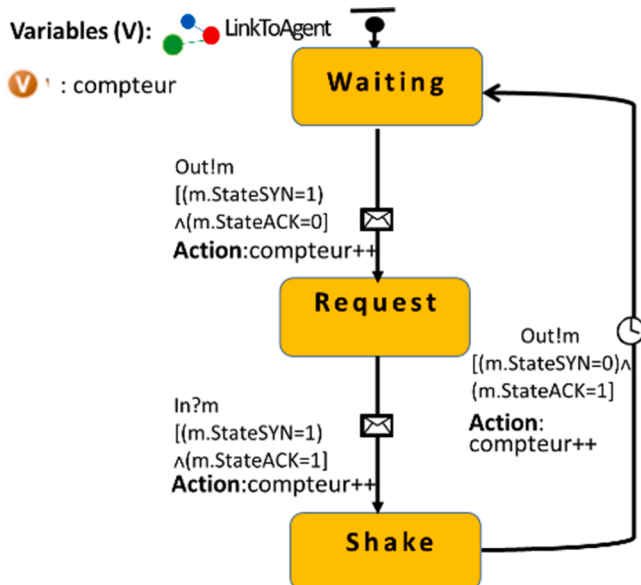 Variables (V): LinkToAgent
V : compteur
Waiting
Out!m
[(m.StateSYN=1)
∧(m.StateACK=0]
Action:compteur++
Request
Out!m
[(m.StateSYN=0)∧
(m.StateACK=1]
Action:
compteur++
In?m
[(m.StateSYN=1)
∧(m.StateACK=1]
Action:compteur++
Shake